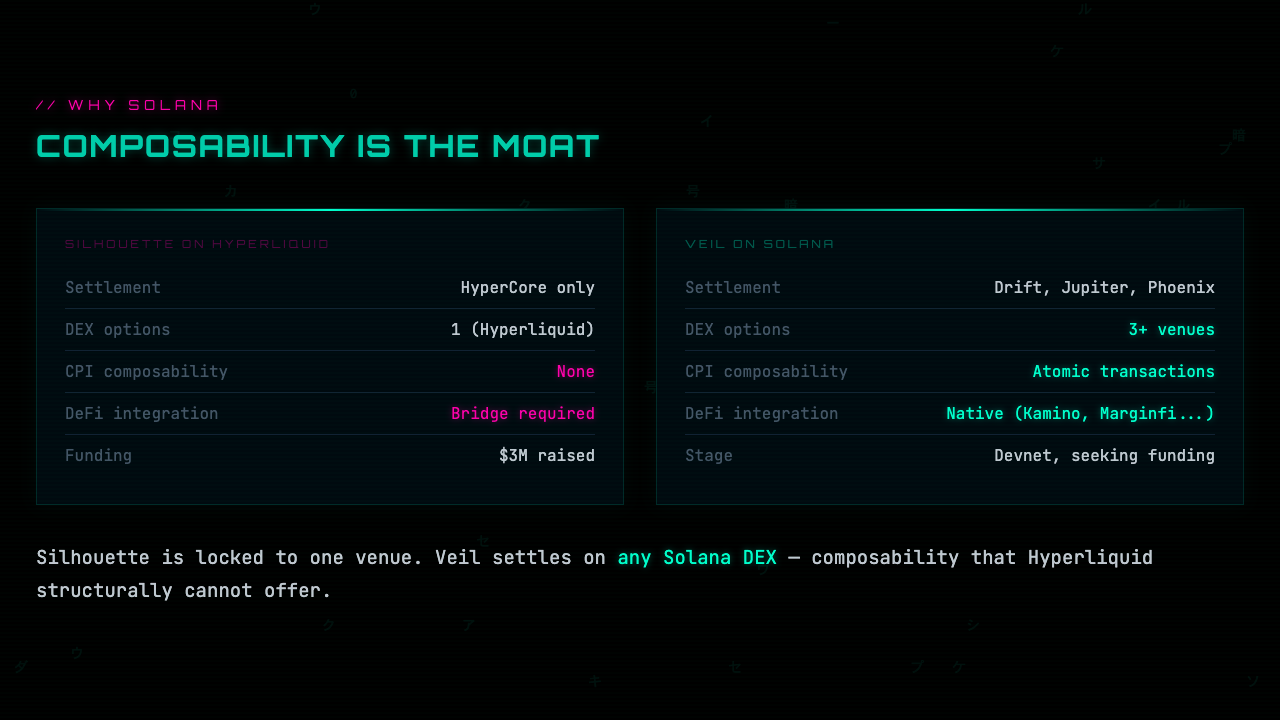 // WHY SOLANA
COMPOSABILITY IS THE MOAT
SILHOUETTE ON HYPERLIQUID
Settlement HyperCore only
DEX options 1 (Hyperliquid)
CPI composability None
DeFi integration Bridge required
Funding $3M raised
VEIL ON SOLANA
Settlement Drift, Jupiter, Phoenix
DEX options 3+ venues
CPI composability Atomic transactions
DeFi integration Native (Kamino, Marginfi...)
Stage Devnet, seeking funding
Silhouette is locked to one venue. Veil settles on any Solana DEX — composability that Hyperliquid
structurally cannot offer.